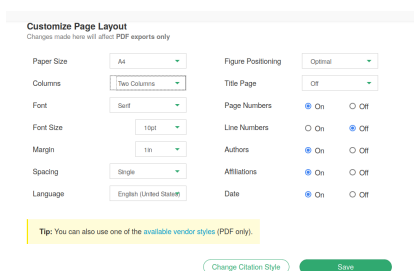 Customize Page Layout
Changes made here will affect PDF exports only
Paper Size A4 Figure Positioning Optimal
Columns Two Columns Title Page Off
Font Serif Page Numbers On Off
Font Size 10pt Line Numbers On Off
Margin 1in Authors On Off
Spacing Single Affiliations On Off
Language English (United States) Date On Off
Tip: You can also use one of the available vendor styles (PDF only).
Change Citation Style Save